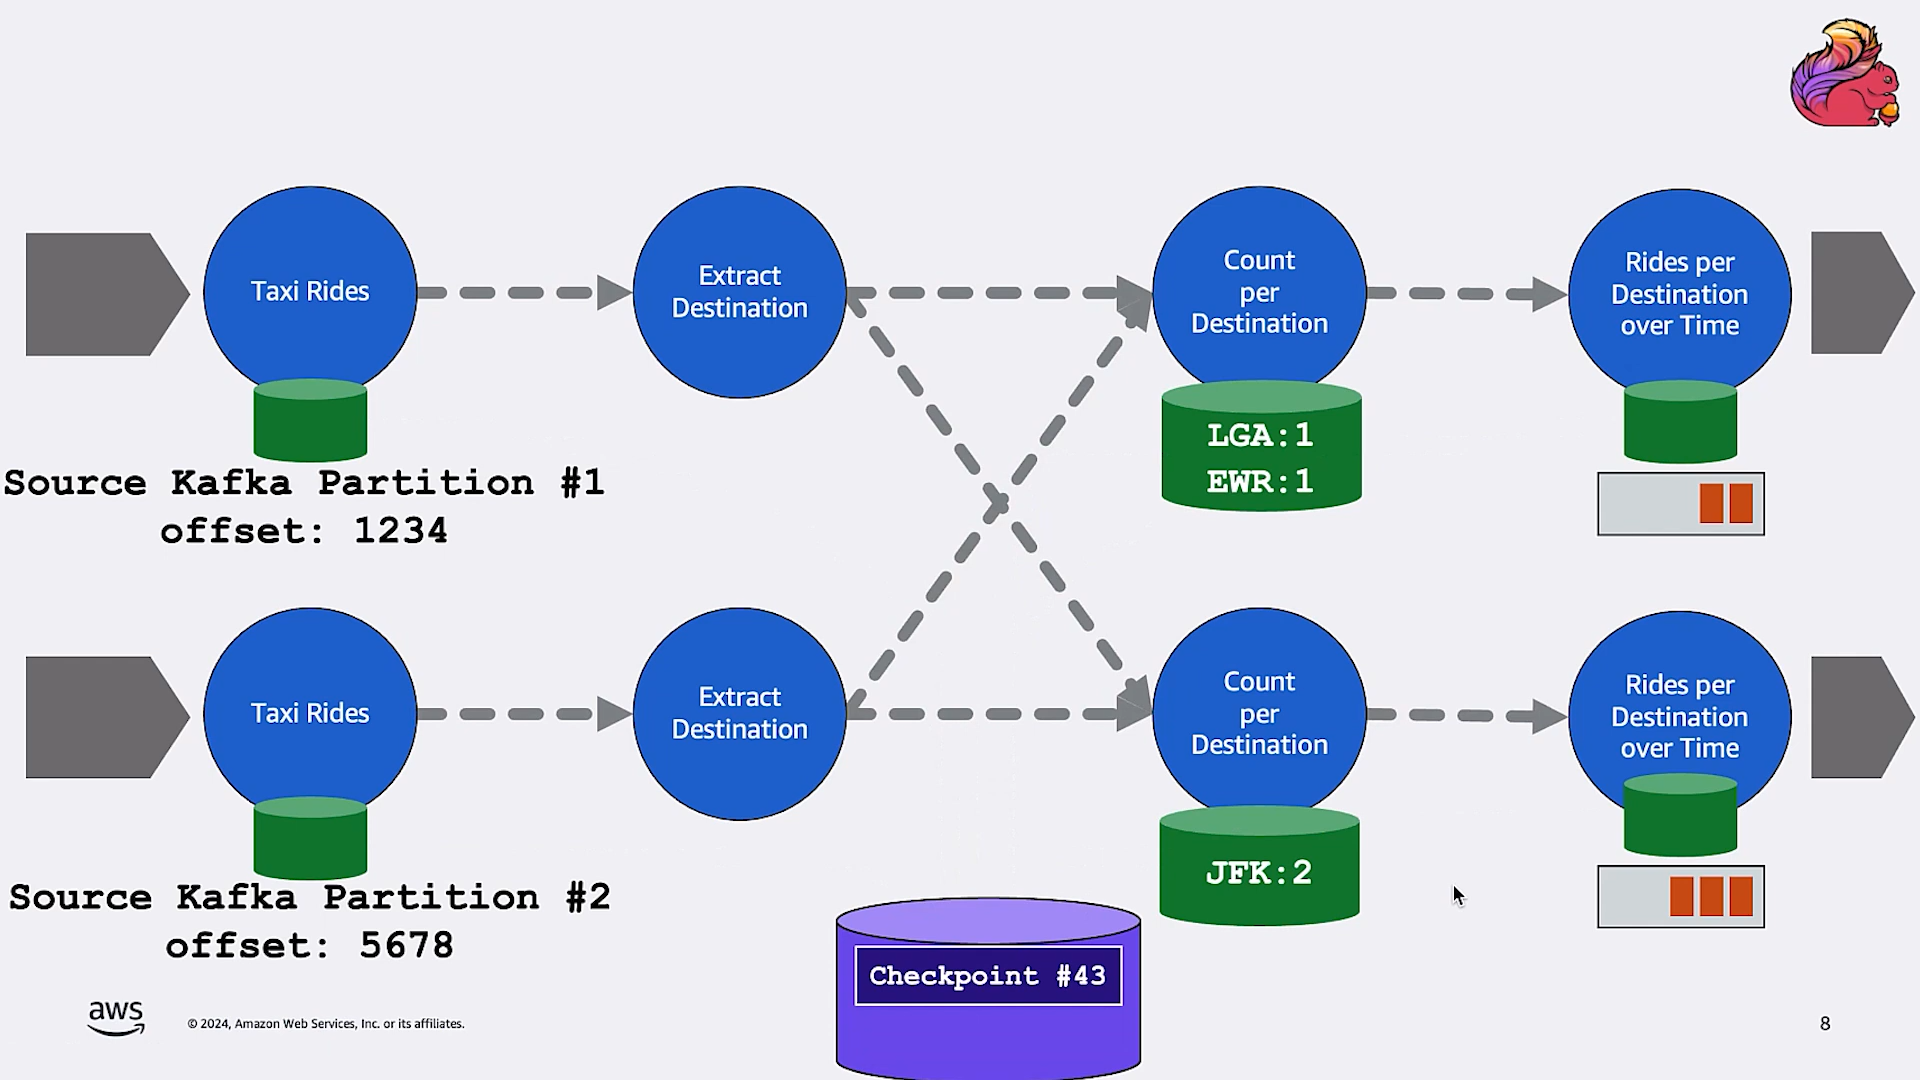 Taxi Rides
Extract
Destination
Count
per
Destination
Rides per
Destination
over Time
LGA:1
EWR:1
Source Kafka Partition #1
offset: 1234
Taxi Rides
Extract
Destination
Count
per
Destination
Rides per
Destination
over Time
JFK:2
Source Kafka Partition #2
offset: 5678
Checkpoint #43
aws
© 2024, Amazon Web Services, Inc. or its affiliates.
8